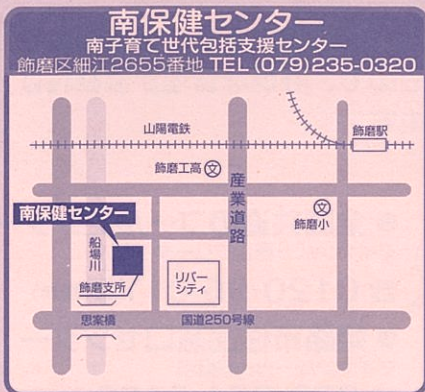 南保健センター
南子育て世代包括支援センター
飾磨区細江2655番地 TEL (079)235-0320
山陽電鉄
飾磨駅
飾磨工高
文
産業道路
文
飾磨小
南保健センター
船場川
飾磨支所
リバー
シティ
思案橋
国道250号線